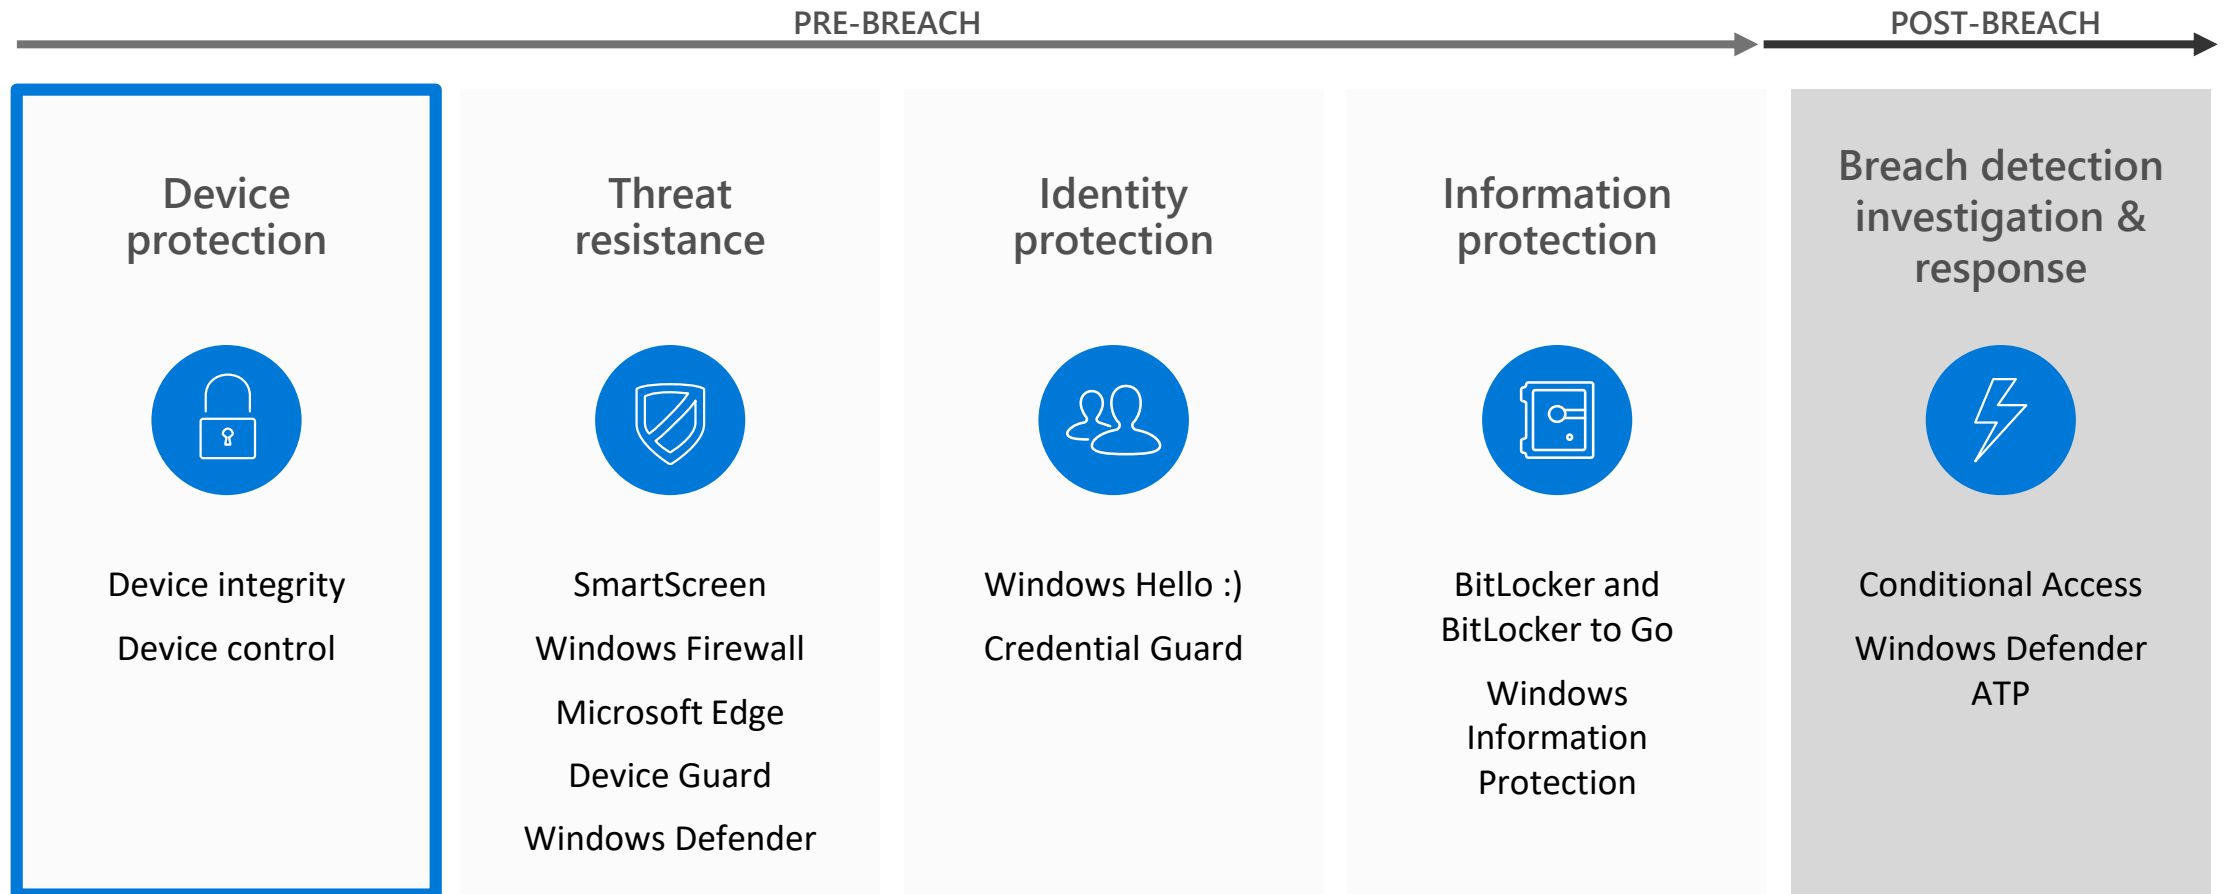 PRE-BREACH
POST-BREACH
Device
protection
Device integrity
Device control
Threat
resistance
SmartScreen
Windows Firewall
Microsoft Edge
Device Guard
Windows Defender
Identity
protection
Windows Hello :)
Credential Guard
Information
protection
BitLocker and
BitLocker to Go
Windows
Information
Protection
Breach detection
investigation &
response
Conditional Access
Windows Defender
ATP